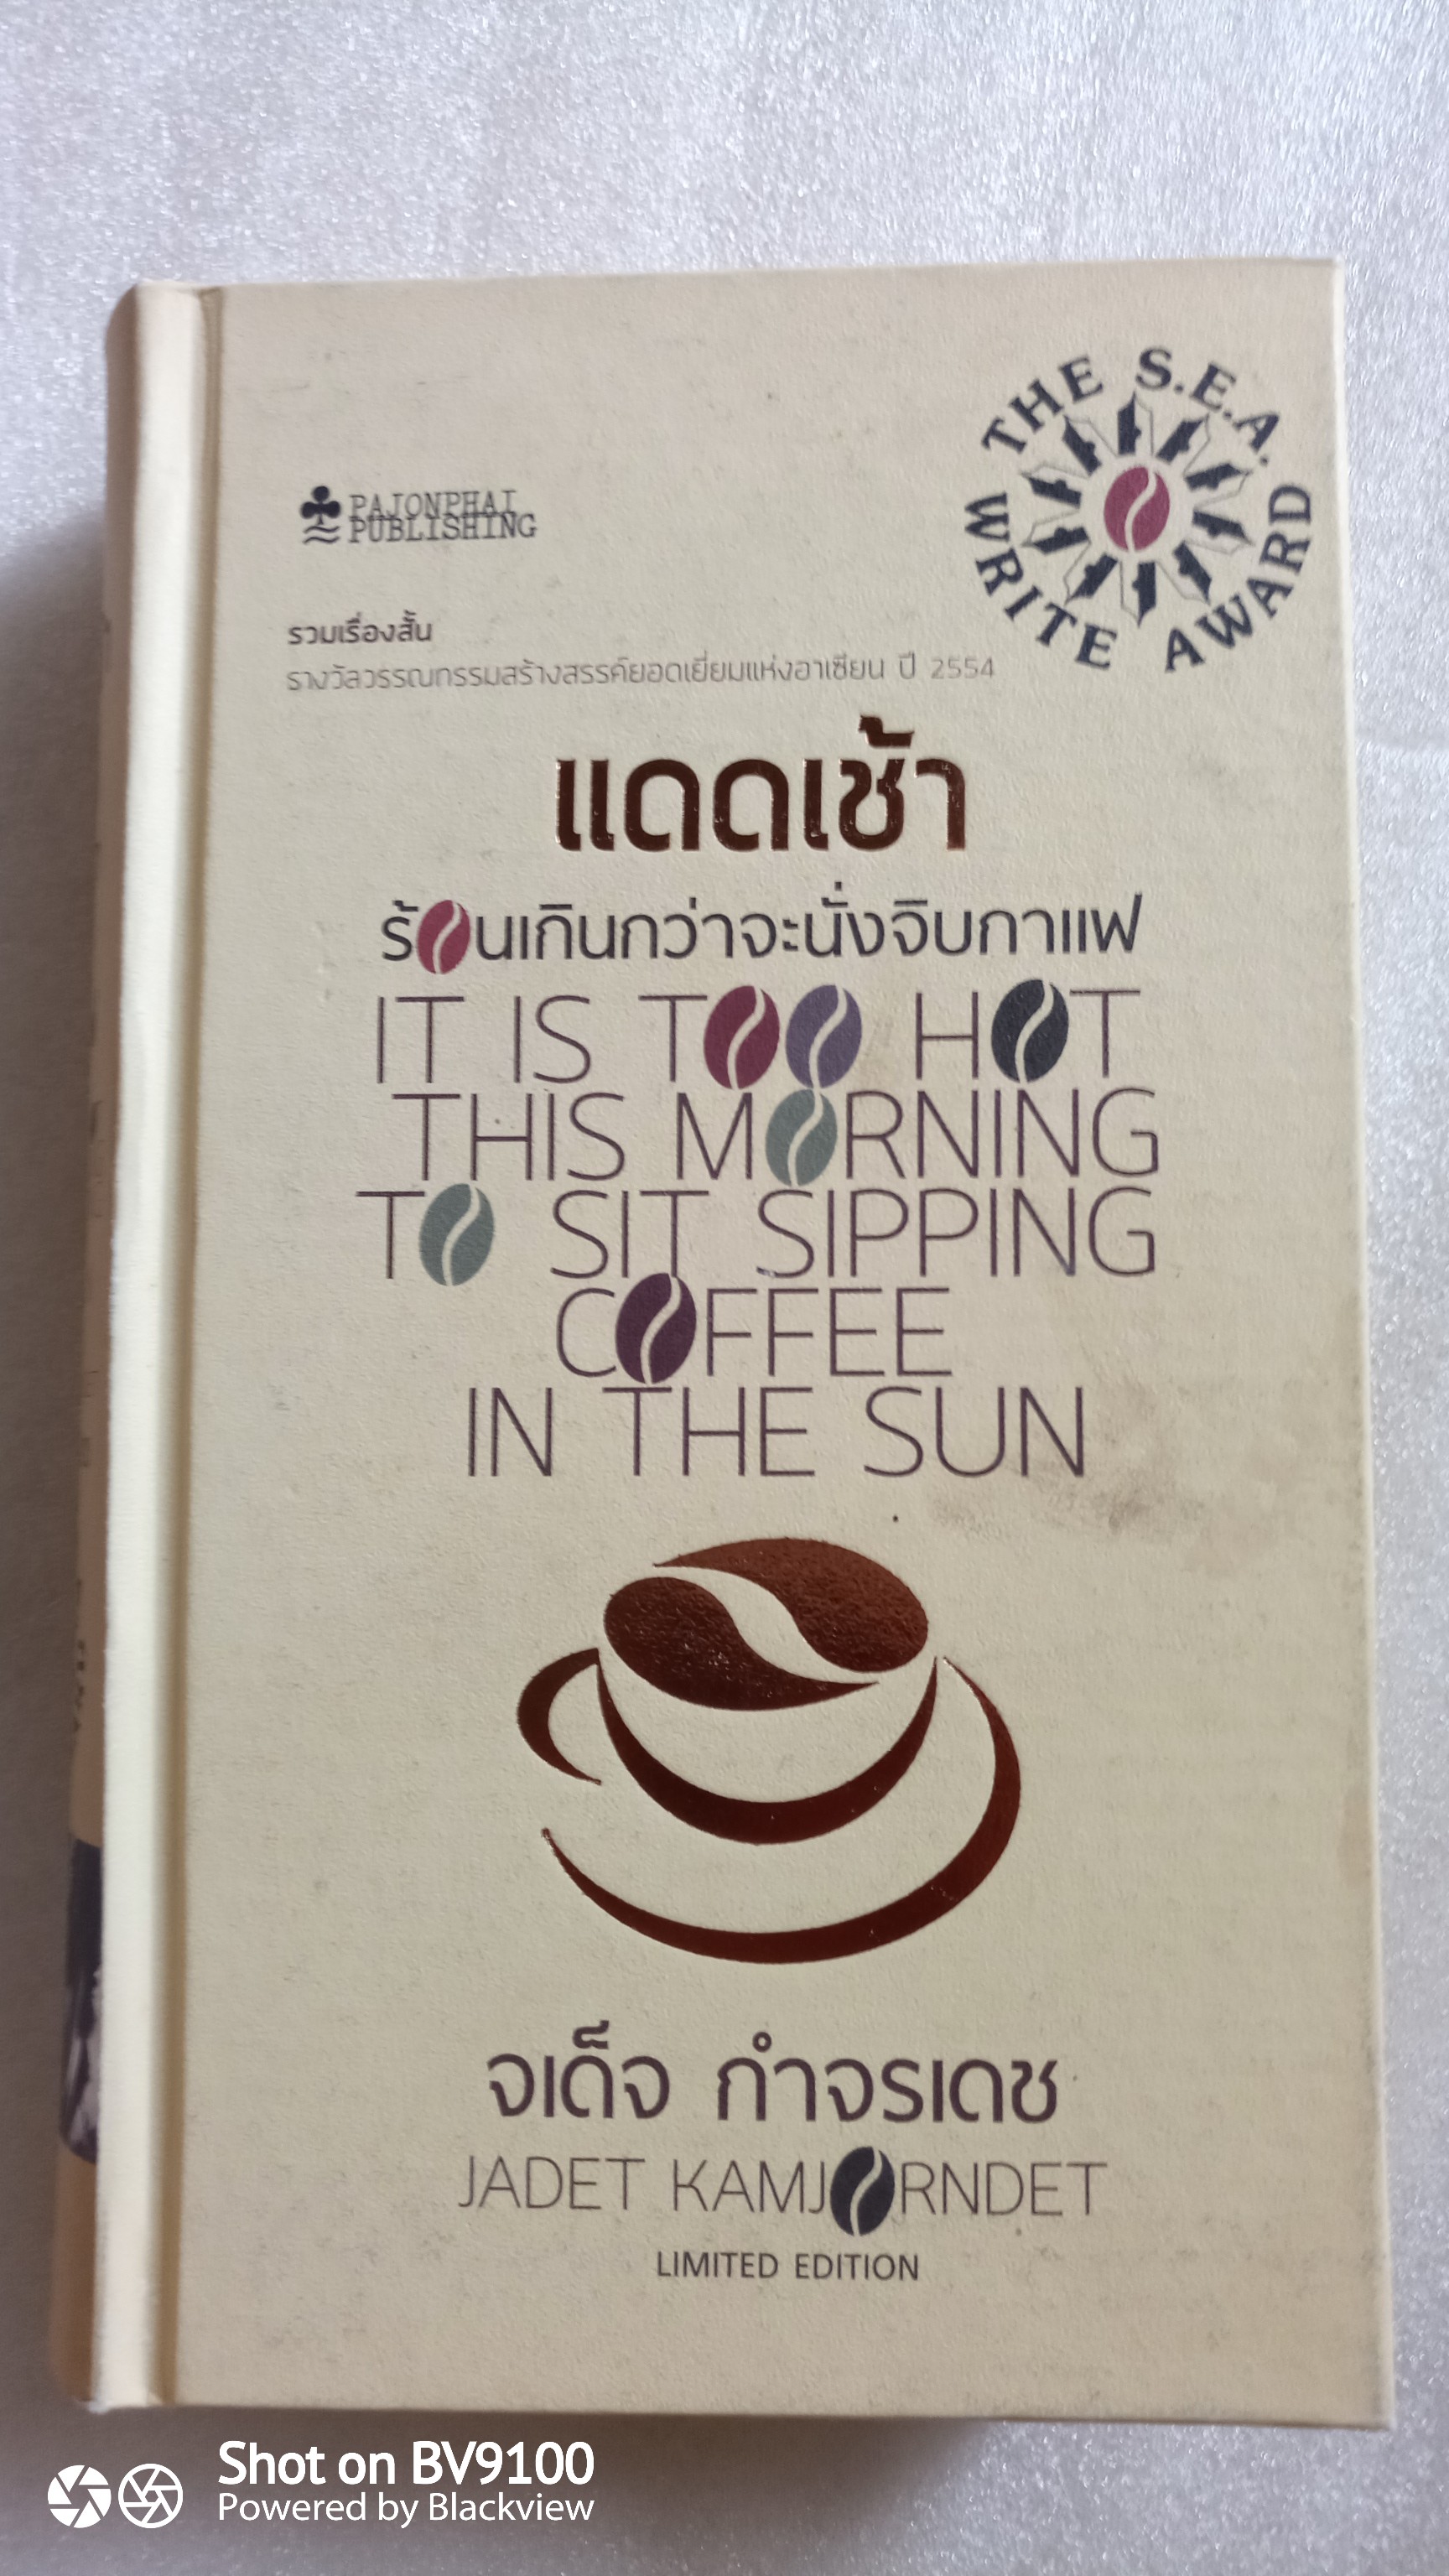 THE S.E.A. WRITE AWARD
PAJONPHAI
PUBLISHING
รวมเรื่องสั้น
รางวัลวรรณกรรมสร้างสรรค์ยอดเยี่ยมแห่งอาเซียน ปี 2554
แดดเช้า
ร้อนเกินกว่าจะนั่งจิบกาแฟ
IT IS TOO HOT
THIS MORNING
TO SIT SIPPING
COFFEE
IN THE SUN
จเด็จ กำจรเดช
JADET KAMJORNDET
LIMITED EDITION
Shot on BV9100
Powered by Blackview